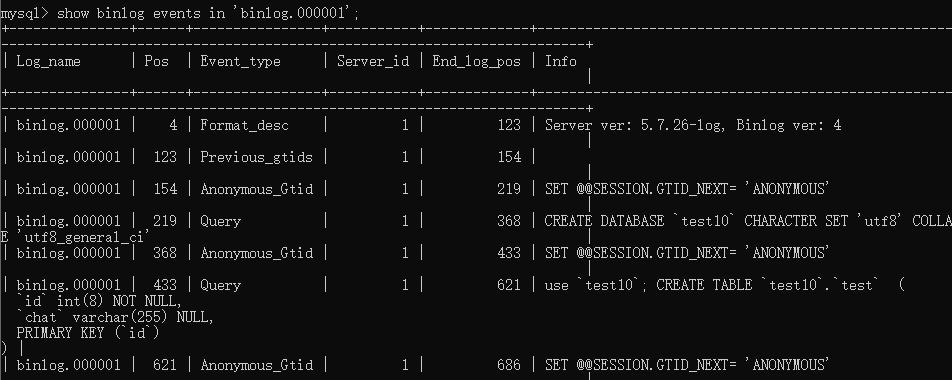 mysql> show binlog events in 'binlog.000001';
| Log_name | Pos | Event_type | Server_id | End_log_pos | Info |
| binlog.000001 | 4 | Format_desc | 1 | 123 | Server ver: 5.7.26-log, Binlog ver: 4 |
| binlog.000001 | 123 | Previous_gtids | 1 | 154 | |
| binlog.000001 | 154 | Anonymous_Gtid | 1 | 219 | SET @@SESSION.GTID_NEXT= 'ANONYMOUS' |
| binlog.000001 | 219 | Query | 1 | 368 | CREATE DATABASE `test10` CHARACTER SET 'utf8' COLLA
E 'utf8_general_ci' |
| binlog.000001 | 368 | Anonymous_Gtid | 1 | 433 | SET @@SESSION.GTID_NEXT= 'ANONYMOUS' |
| binlog.000001 | 433 | Query | 1 | 621 | use `test10`; CREATE TABLE `test10`.`test` (
`id` int(8) NOT NULL,
`chat` varchar(255) NULL,
PRIMARY KEY (`id`)
) |
| binlog.000001 | 621 | Anonymous_Gtid | 1 | 686 | SET @@SESSION.GTID_NEXT= 'ANONYMOUS'